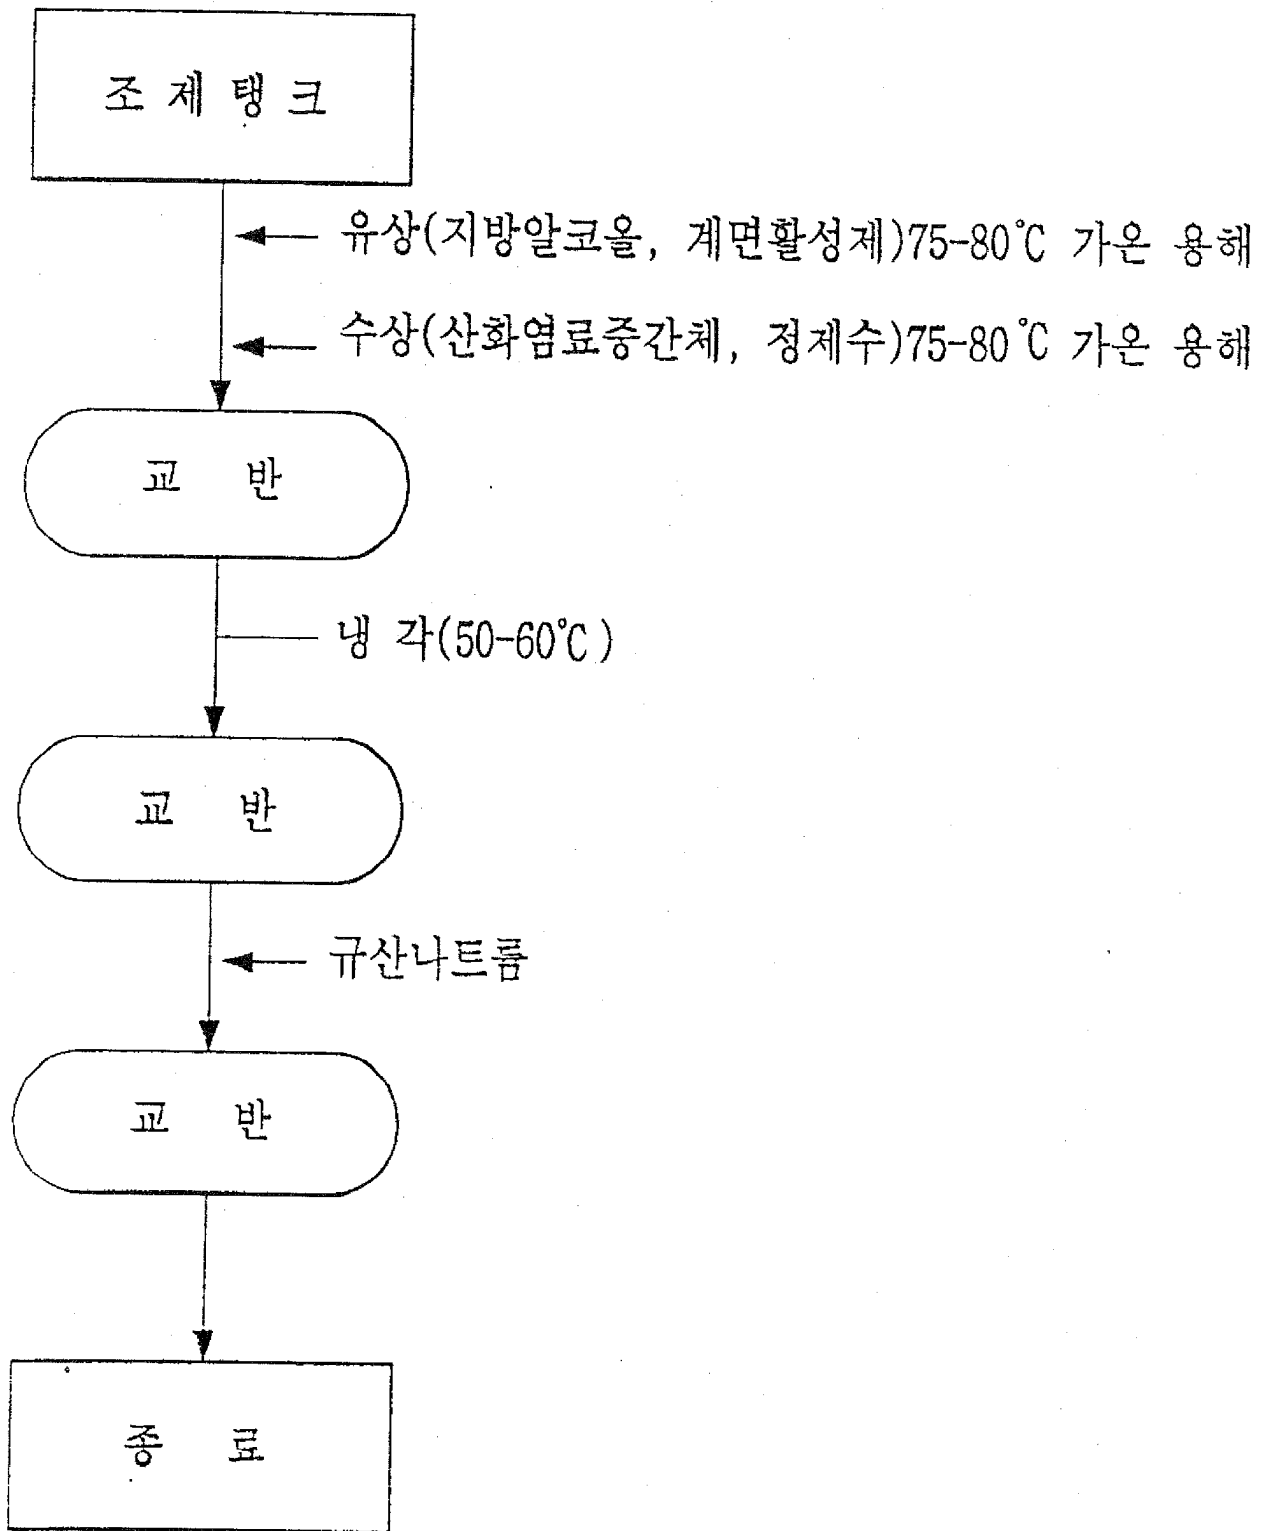 조 제 탱 크
유상(지방알코올, 계면활성제)75-80℃ 가온 용해
수상(산화염료중간체, 정제수)75-80℃ 가온 용해
교 반
냉 각(50-60℃)
교 반
규산나트륨
교 반
종 료